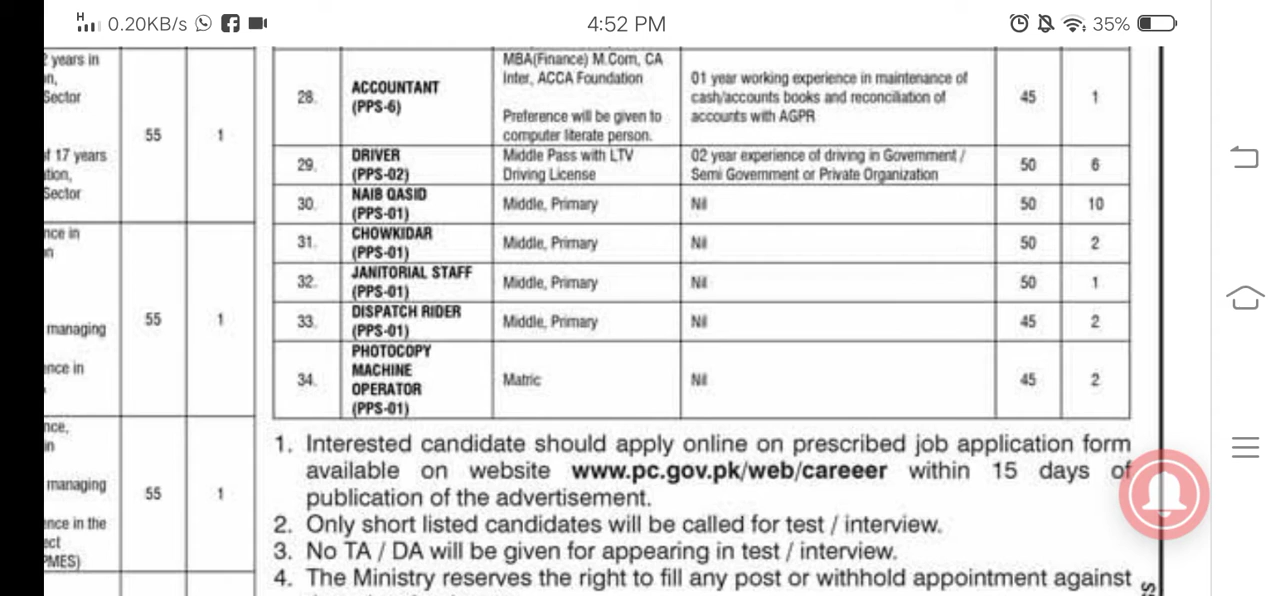 H
0.20KB/s
4:52 PM
35%
2 years in
on,
Sector
55
1
of 17 years
ation,
Sector
nce in
n
55
1
managing
ence in
nce,
in
managing
55
1
ence in the
ect
PMES)
28.
ACCOUNTANT
(PPS-6)
MBA(Finance) M.Com, CA
Inter, ACCA Foundation
Preference will be given to
computer literate person.
01 year working experience in maintenance of
cash/accounts books and reconciliation of
accounts with AGPR
45
1
29.
DRIVER
(PPS-02)
Middle Pass with LTV
Driving License
02 year experience of driving in Government /
Semi Government or Private Organization
50
6
30.
NAIB QASID
(PPS-01)
Middle, Primary
Nil
50
10
31.
CHOWKIDAR
(PPS-01)
Middle, Primary
Nil
50
2
32.
JANITORIAL STAFF
(PPS-01)
Middle, Primary
Nil
50
1
33.
DISPATCH RIDER
(PPS-01)
Middle, Primary
Nil
45
2
34.
PHOTOCOPY
MACHINE
OPERATOR
(PPS-01)
Matric
Nil
45
2
1. Interested candidate should apply online on prescribed job application form
available on website www.pc.gov.pk/web/careeer within 15 days of
publication of the advertisement.
2. Only short listed candidates will be called for test / interview.
3. No TA / DA will be given for appearing in test / interview.
4. The Ministry reserves the right to fill any post or withhold appointment against